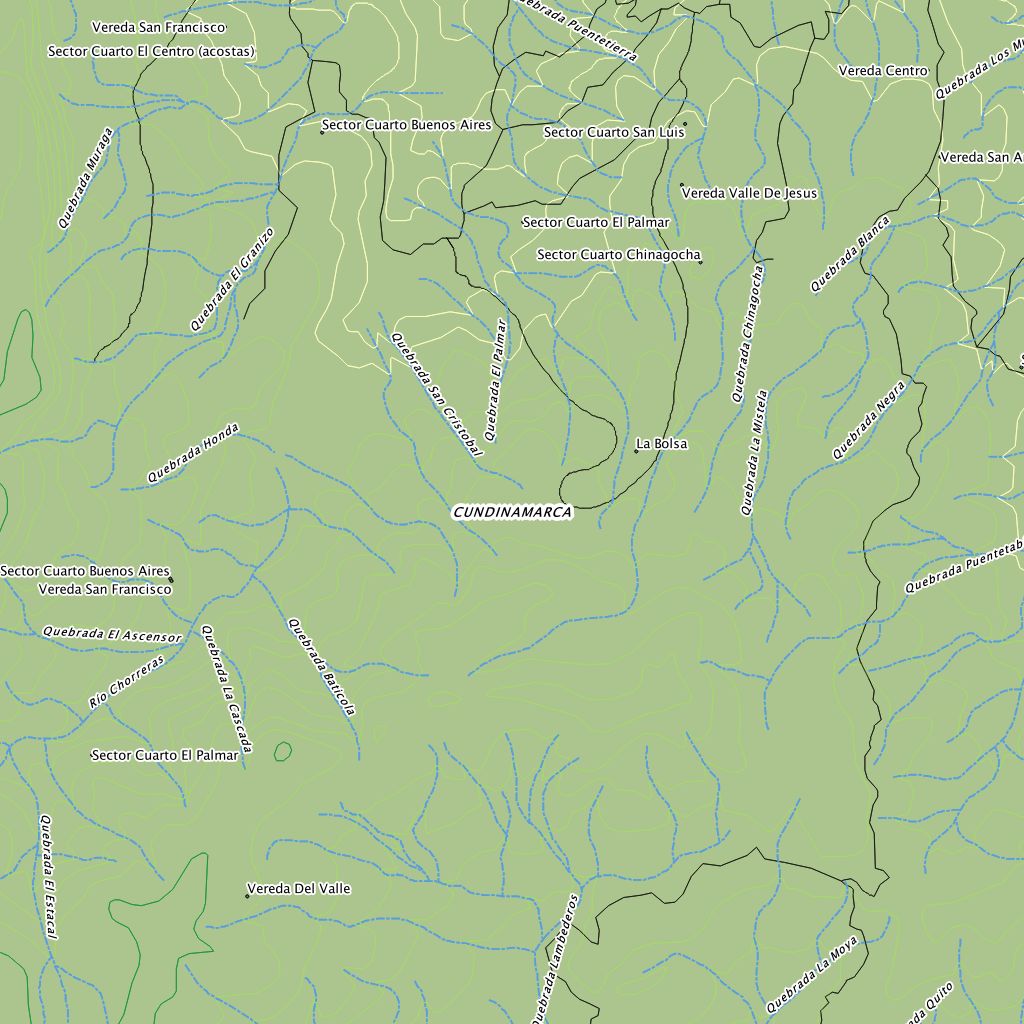 Vereda San Francisco
Quebrada Puentetierra
Sector Cuarto El Centro (acostas)
Vereda Centro
Quebrada Los
Sector Cuarto Buenos Aires
Sector Cuarto San Luis
Quebrada Muraga
Vereda San
Vereda Valle De Jesus
Sector Cuarto El Palmar
Quebrada El Granizo
Quebrada Blanca
Sector Cuarto Chinagocha
Quebrada Chinagocha
Quebrada San Cristobal
Quebrada El Palmar
Quebrada Negra
Quebrada La Mistela
Quebrada Honda
La Bolsa
CUNDINAMARCA
Sector Cuarto Buenos Aires
Quebrada Puentetab
Vereda San Francisco
Quebrada El Ascensor
Quebrada Baticola
Quebrada La Cascada
Río Chorreras
Sector Cuarto El Palmar
Quebrada El Estacal
Vereda Del Valle
Quebrada Lambederos
Quebrada La Moya
Quito